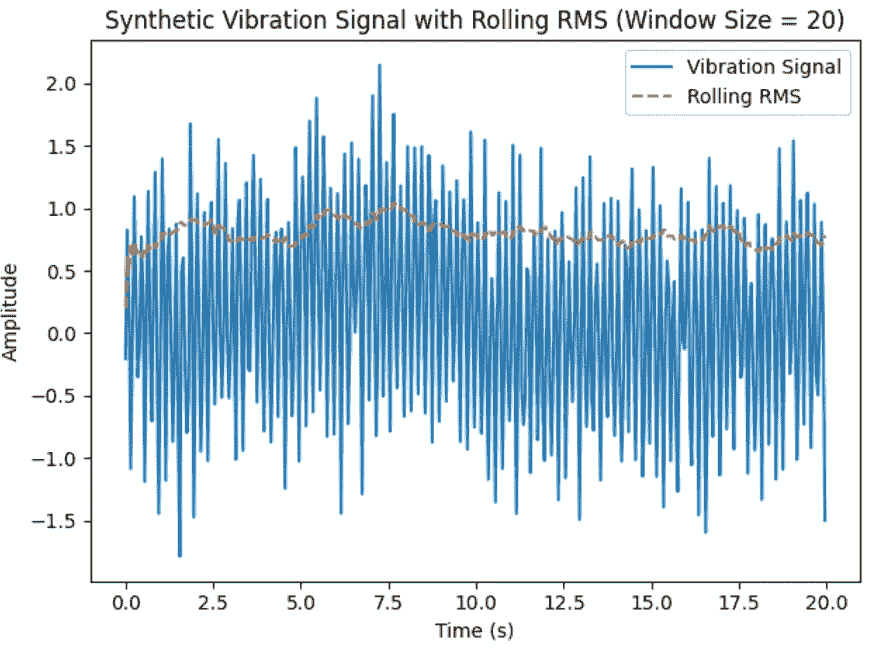 Synthetic Vibration Signal with Rolling RMS (Window Size = 20)
Vibration Signal
Rolling RMS
Amplitude
2.0
1.5
1.0
0.5
0.0
−0.5
−1.0
−1.5
0.0 2.5 5.0 7.5 10.0 12.5 15.0 17.5 20.0
Time (s)